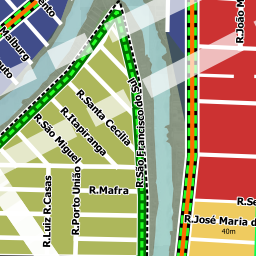 Malburg
R.João M
R.Santa Cecília
R.Itapiranga
R.São Miguel
R.São Francisco do Sul
R.Mafra
R.Luiz R.Casas
R.Porto União
R.Se
R.José Maria d
40m